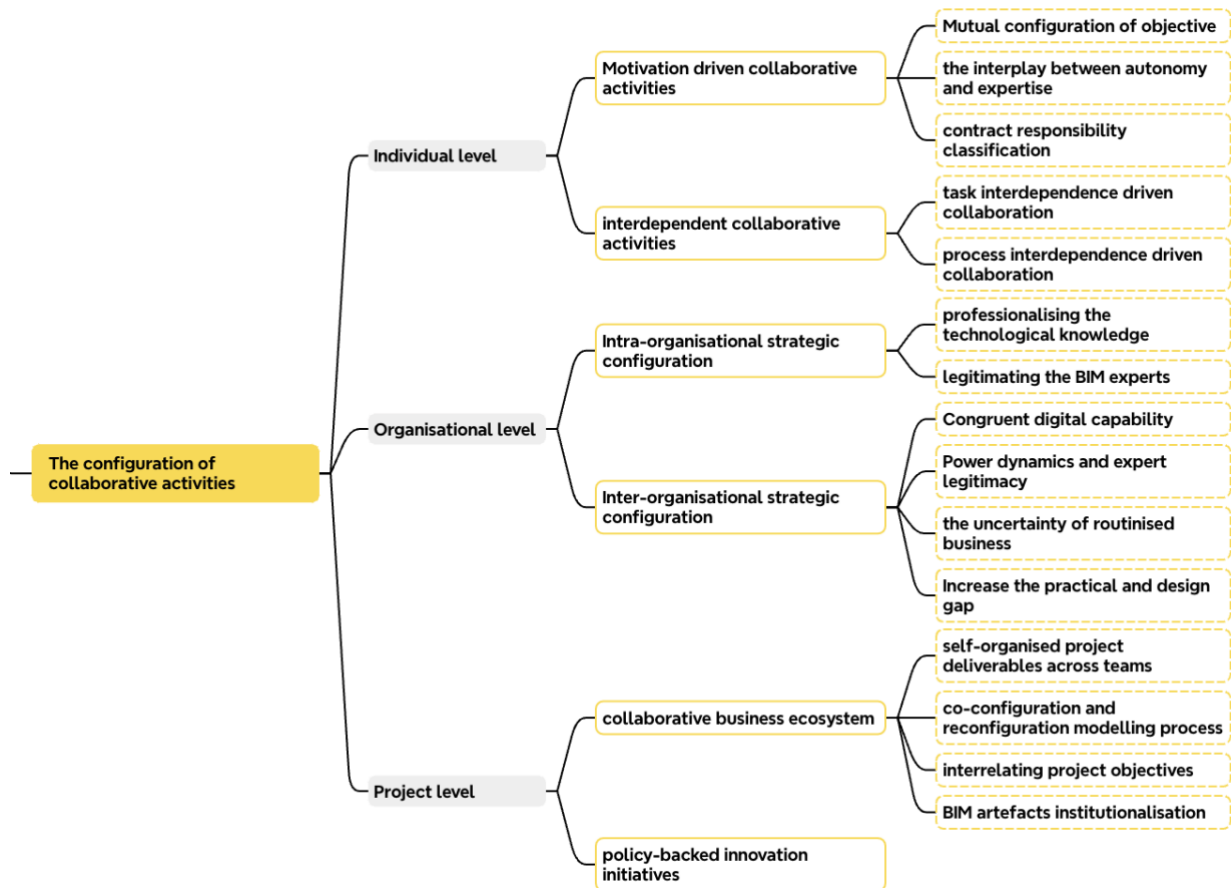 Mutual configuration of objective
Motivation driven collaborative
activities
the interplay between autonomy
and expertise
contract responsibility
classification
Individual level
task interdependence driven
collaboration
interdependent collaborative
activities
process interdependence driven
collaboration
professionalising the
technological knowledge
Intra-organisational strategic
configuration
legitimating the BIM experts
Organisational level
Congruent digital capability
The configuration of
collaborative activities
Power dynamics and expert
legitimacy
Inter-organisational strategic
configuration
the uncertainty of routinised
business
Increase the practical and design
gap
self-organised project
deliverables across teams
collaborative business ecosystem
co-configuration and
reconfiguration modelling process
interrelating project objectives
Project level
BIM artefacts institutionalisation
policy-backed innovation
initiatives